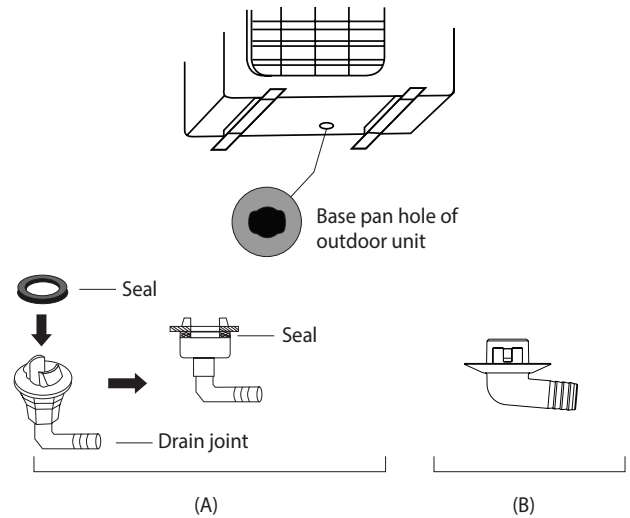 Base pan hole of
outdoor unit
Seal
Seal
Drain joint
(A)
(B)